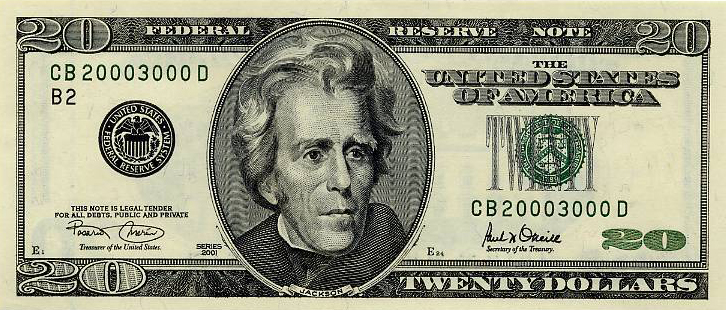 20 FEDERAL RESERVE NOTE 20
THE
UNITED STATES
OF AMERICA
CB 20003000 D
B2
UNITED STATES
FEDERAL RESERVE SYSTEM
TWENTY
CB 20003000 D
THIS NOTE IS LEGAL TENDER
FOR ALL DEBTS, PUBLIC AND PRIVATE
Rosario Marin
Treasurer of the United States.
SERIES
2001
Paul H O'Neill
Secretary of the Treasury.
20
E1
E24
20
JACKSON
TWENTY DOLLARS